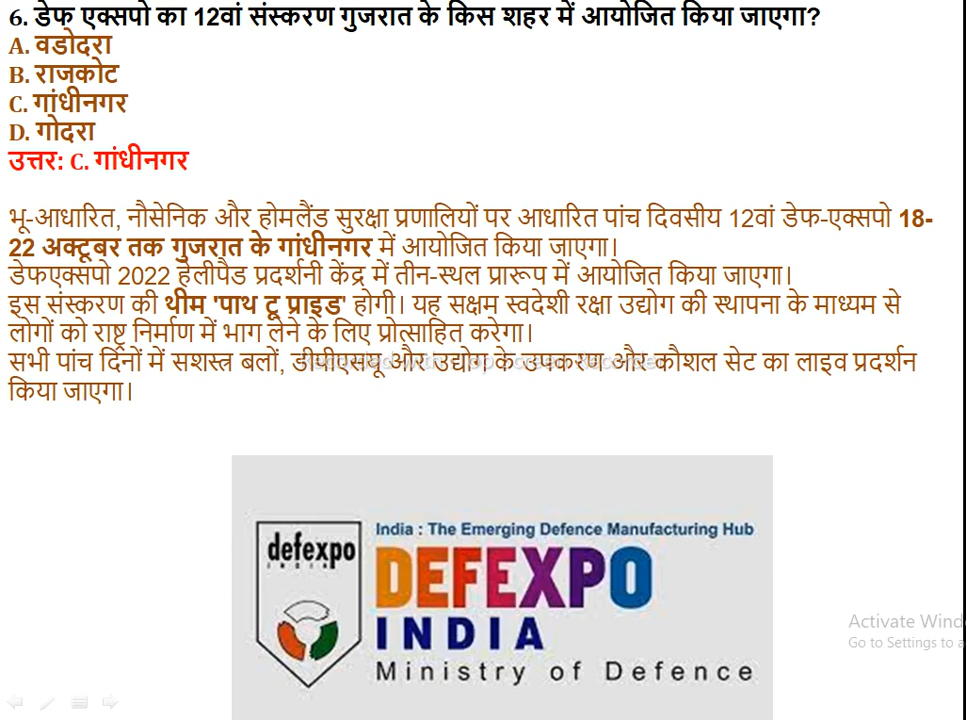 6. डेफ एक्सपो का 12वां संस्करण गुजरात के किस शहर में आयोजित किया जाएगा?
A. वडोदरा
B. राजकोट
C. गांधीनगर
D. गोदरा
उत्तर: C. गांधीनगर
भू-आधारित, नौसेनिक और होमलैंड सुरक्षा प्रणालियों पर आधारित पांच दिवसीय 12वां डेफ-एक्सपो 18-
22 अक्टूबर तक गुजरात के गांधीनगर में आयोजित किया जाएगा।
डेफएक्सपो 2022 हेलीपैड प्रदर्शनी केंद्र में तीन-स्थल प्रारूप में आयोजित किया जाएगा।
इस संस्करण की थीम 'पाथ टू प्राइड' होगी। यह सक्षम स्वदेशी रक्षा उद्योग की स्थापना के माध्यम से
लोगों को राष्ट्र निर्माण में भाग लेने के लिए प्रोत्साहित करेगा।
सभी पांच दिनों में सशस्त्र बलों, डीपीएसयू और उद्योग के उपकरण और कौशल सेट का लाइव प्रदर्शन
किया जाएगा।
defexpo
INDIA
India : The Emerging Defence Manufacturing Hub
DEFEXPO
INDIA
Ministry of Defence
Activate Wind
Go to Settings to a